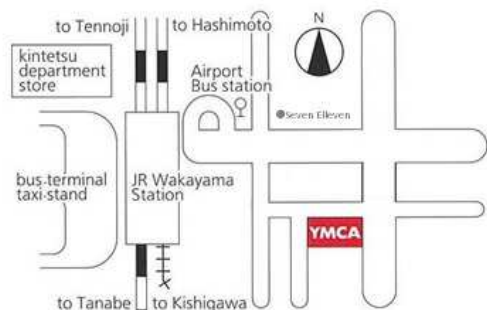 to Tennoji
to Hashimoto
N
kintetsu
department
store
Airport
Bus station
Seven Elleven
bus terminal
taxi stand
JR Wakayama
Station
YMCA
to Tanabe
to Kishigawa